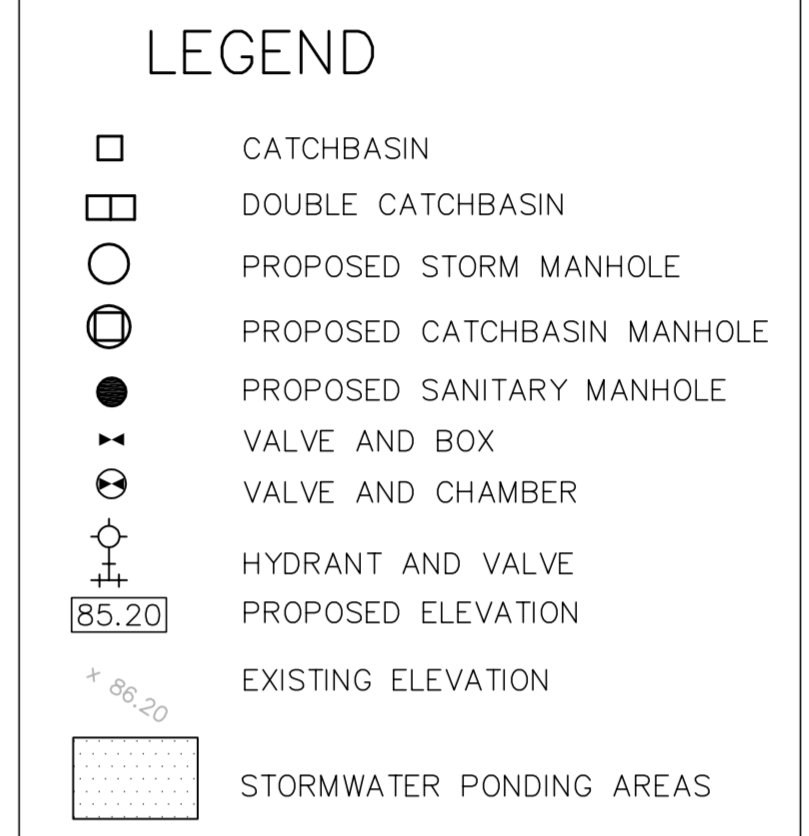 LEGEND
CATCHBASIN
DOUBLE CATCHBASIN
PROPOSED STORM MANHOLE
PROPOSED CATCHBASIN MANHOLE
PROPOSED SANITARY MANHOLE
VALVE AND BOX
VALVE AND CHAMBER
HYDRANT AND VALVE
85.20 PROPOSED ELEVATION
x 86.20 EXISTING ELEVATION
STORMWATER PONDING AREAS